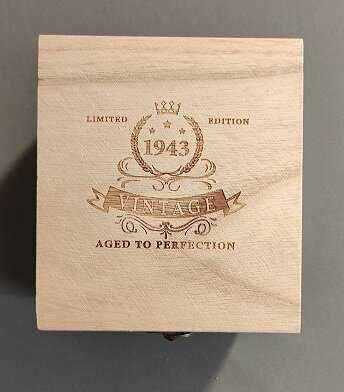 LIMITED EDITION
1943
VINTAGE
AGED TO PERFECTION